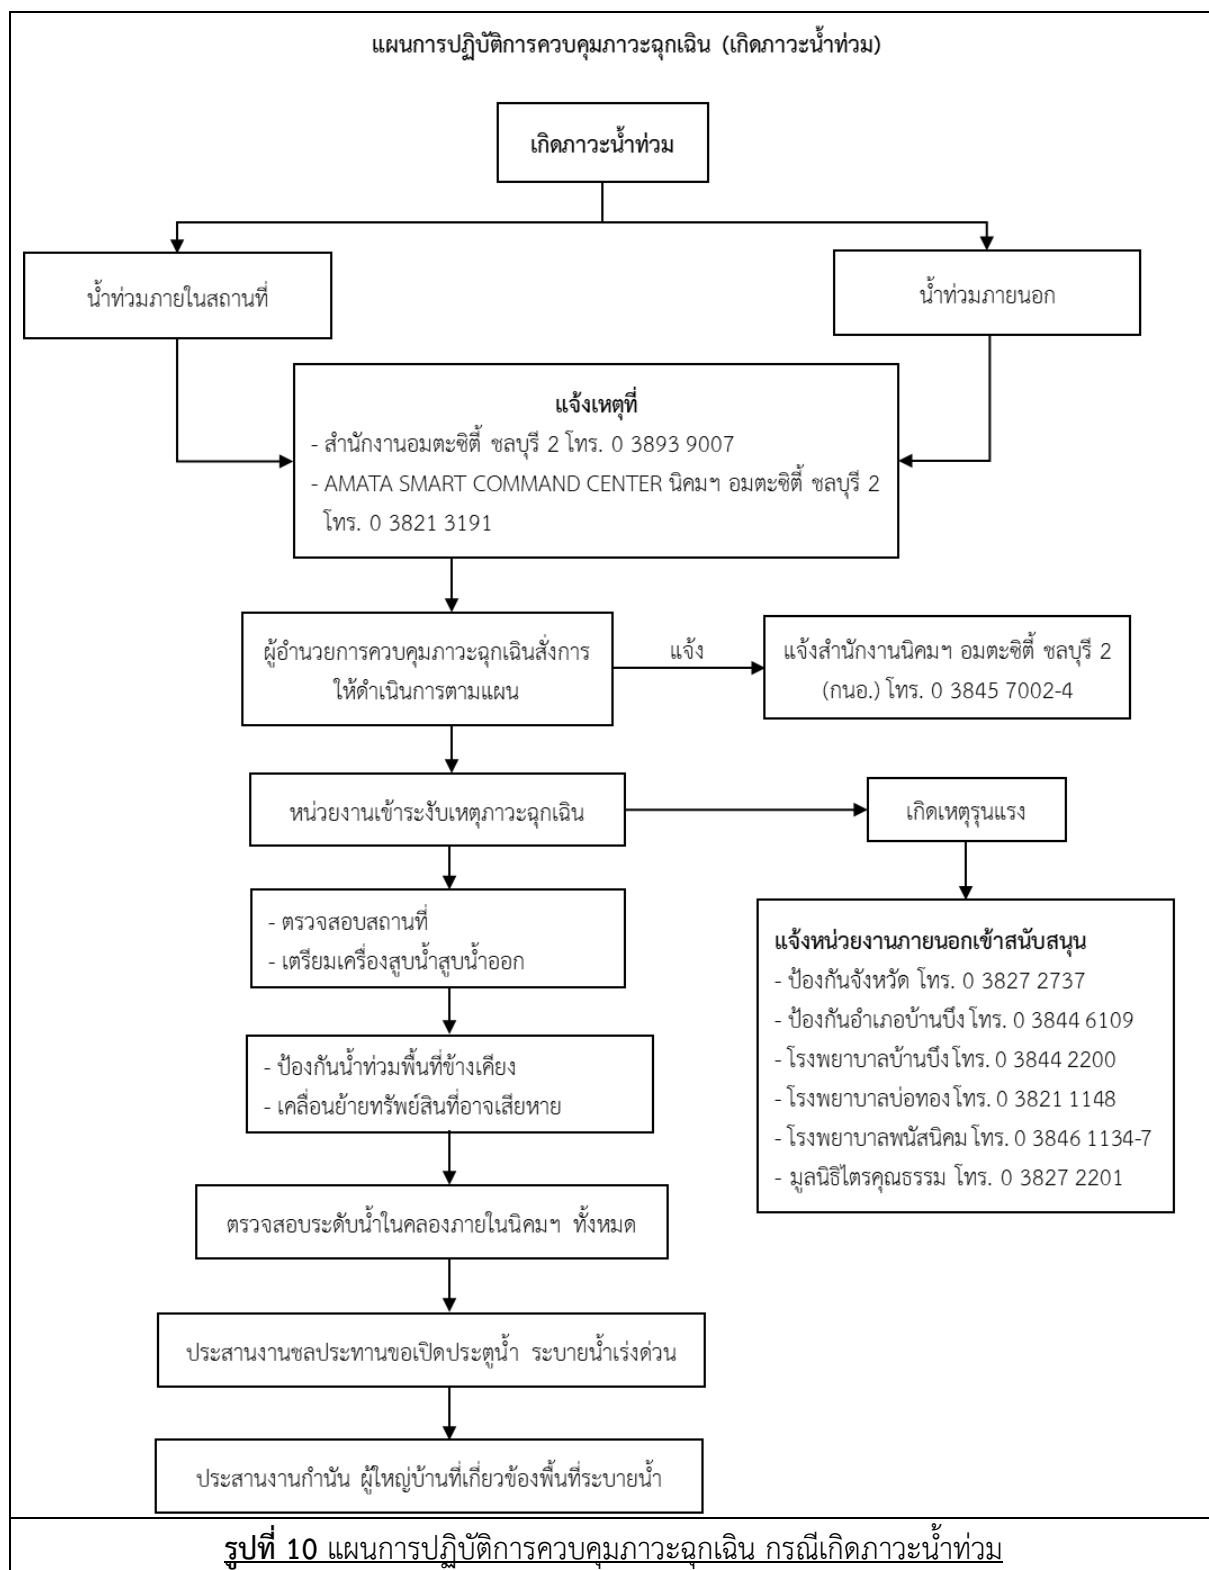 แผนการปฏิบัติการควบคุมภาวะฉุกเฉิน (เกิดภาวะน้ำท่วม)
เกิดภาวะน้ำท่วม
น้ำท่วมภายในสถานที่
น้ำท่วมภายนอก
แจ้งเหตุที่
- สำนักงานอมตะซิตี้ ชลบุรี 2 โทร. 0 3893 9007
- AMATA SMART COMMAND CENTER นิคมฯ อมตะซิตี้ ชลบุรี 2
โทร. 0 3821 3191
ผู้อำนวยการควบคุมภาวะฉุกเฉินสั่งการ
ให้ดำเนินการตามแผน
แจ้ง
แจ้งสำนักงานนิคมฯ อมตะซิตี้ ชลบุรี 2
(กนอ.) โทร. 0 3845 7002-4
หน่วยงานเข้าระงับเหตุภาวะฉุกเฉิน
เกิดเหตุรุนแรง
- ตรวจสอบสถานที่
- เตรียมเครื่องสูบน้ำสูบน้ำออก
แจ้งหน่วยงานภายนอกเข้าสนับสนุน
- ป้องกันจังหวัด โทร. 0 3827 2737
- ป้องกันอำเภอบ้านบึง โทร. 0 3844 6109
- โรงพยาบาลบ้านบึง โทร. 0 3844 2200
- โรงพยาบาลบ่อทอง โทร. 0 3821 1148
- โรงพยาบาลพนัสนิคม โทร. 0 3846 1134-7
- มูลนิธิไตรคุณธรรม โทร. 0 3827 2201
- ป้องกันน้ำท่วมพื้นที่ข้างเคียง
- เคลื่อนย้ายทรัพย์สินที่อาจเสียหาย
ตรวจสอบระดับน้ำในคลองภายในนิคมฯ ทั้งหมด
ประสานงานชลประทานขอเปิดประตูน้ำ ระบายน้ำเร่งด่วน
ประสานงานกำนัน ผู้ใหญ่บ้านที่เกี่ยวข้องพื้นที่ระบายน้ำ
รูปที่ 10 แผนการปฏิบัติการควบคุมภาวะฉุกเฉิน กรณีเกิดภาวะน้ำท่วม